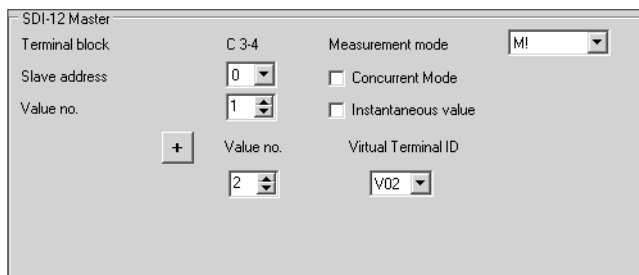 SDI-12 Master
Terminal block C 3-4 Measurement mode M!
Slave address 0 Concurrent Mode
Value no. 1 Instantaneous value
+ Value no. Virtual Terminal ID
2 V02